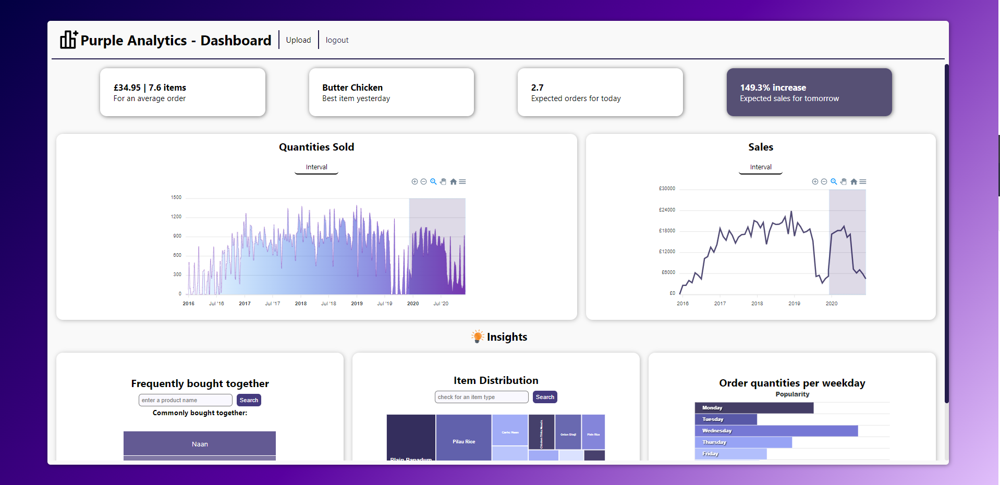 Purple Analytics - Dashboard
Upload
logout
£34.95 | 7.6 items
For an average order
Butter Chicken
Best item yesterday
2.7
Expected orders for today
149.3% increase
Expected sales for tomorrow
Quantities Sold
Interval
1500
1200
900
600
300
0
2016
Jul '16
2017
Jul '17
2018
Jul '18
2019
Jul '19
2020
Jul '20
Sales
Interval
£30000
£24000
£18000
£12000
£6000
£0
2016
2017
2018
2019
2020
Insights
Frequently bought together
enter a product name
Search
Commonly bought together:
Naan
Item Distribution
check for an item type
Search
Plain Papadum
Pilau Rice
Garlic Naan
Chicken Tikka Masala
Onion Bhaji
Plain Rice
Order quantities per weekday
Popularity
Monday
Tuesday
Wednesday
Thursday
Friday